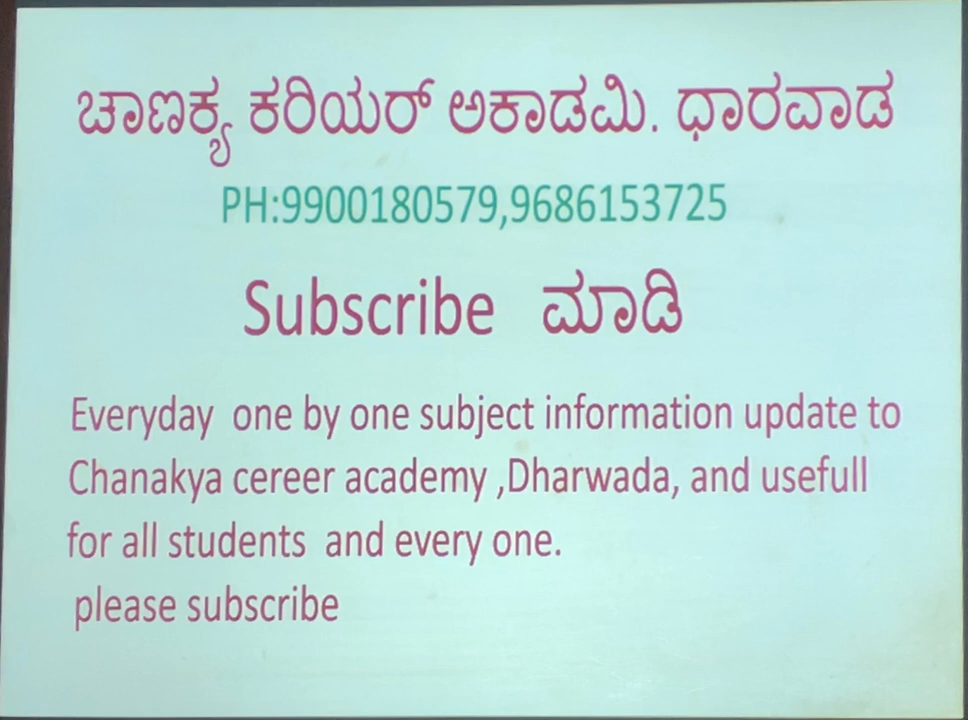 ಚಾಣಕ್ಯ ಕರಿಯರ್ ಅಕಾಡಮಿ. ಧಾರವಾಡ
PH:9900180579,9686153725
Subscribe ಮಾಡಿ
Everyday one by one subject information update to
Chanakya cereer academy ,Dharwada, and usefull
for all students and every one.
please subscribe